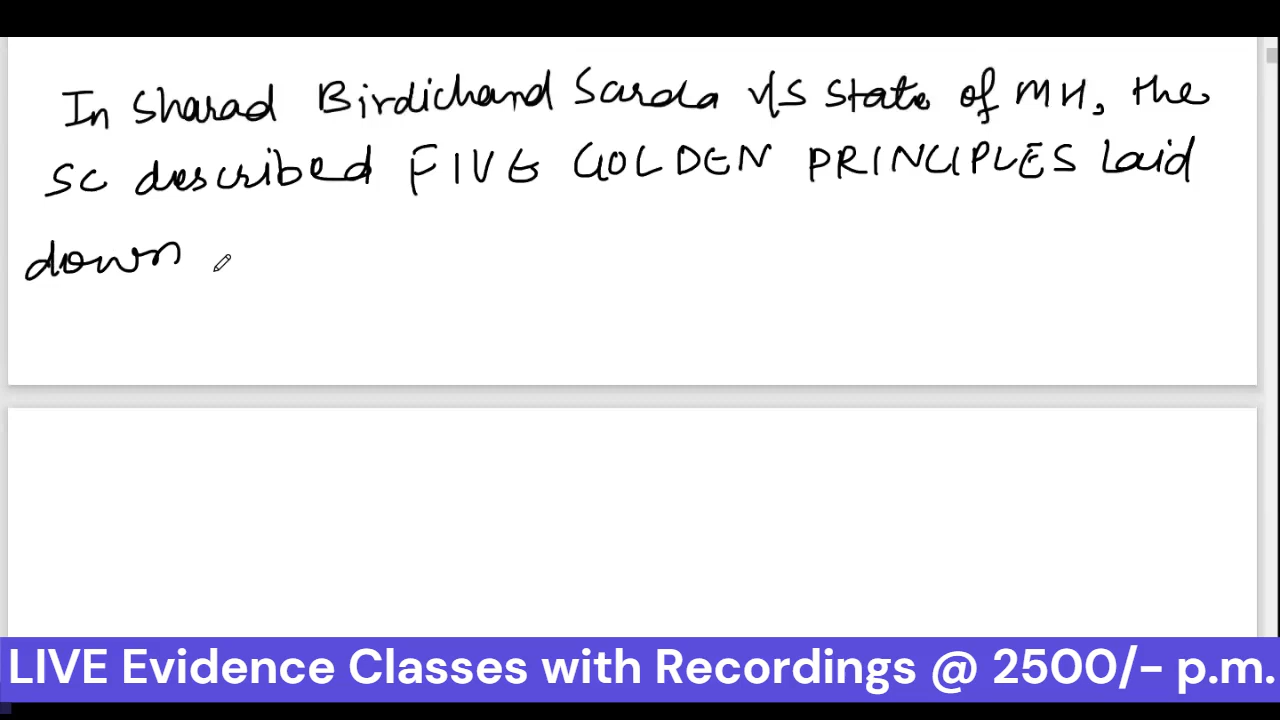 In Sharad Birdichand Sarda v/s State of MH, the
SC described FIVE GOLDEN PRINCIPLES laid
down
LIVE Evidence Classes with Recordings @ 2500/- p.m.